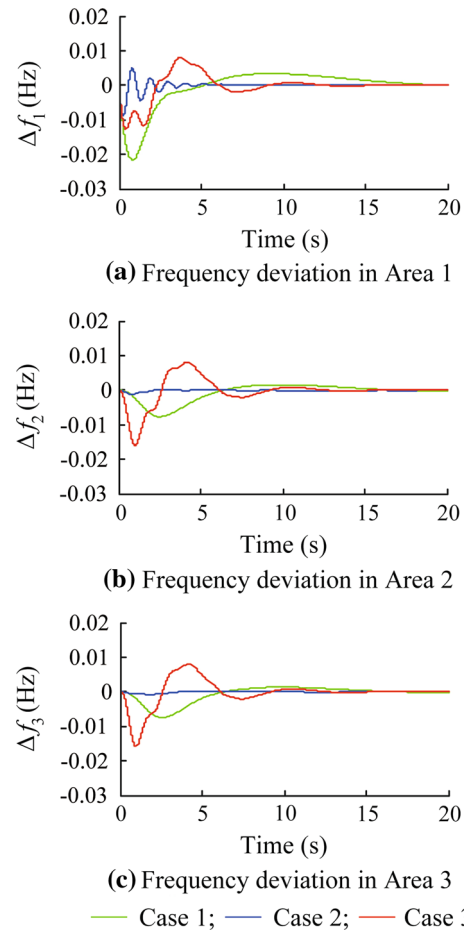 0.02
0.01
0
-0.01
-0.02
-0.03
Δf₁ (Hz)
0 5 10 15 20
Time (s)
(a) Frequency deviation in Area 1
0.02
0.01
0
-0.01
-0.02
-0.03
Δf₂ (Hz)
0 5 10 15 20
Time (s)
(b) Frequency deviation in Area 2
0.02
0.01
0
-0.01
-0.02
-0.03
Δf₃ (Hz)
0 5 10 15 20
Time (s)
(c) Frequency deviation in Area 3
Case 1; Case 2; Case 3